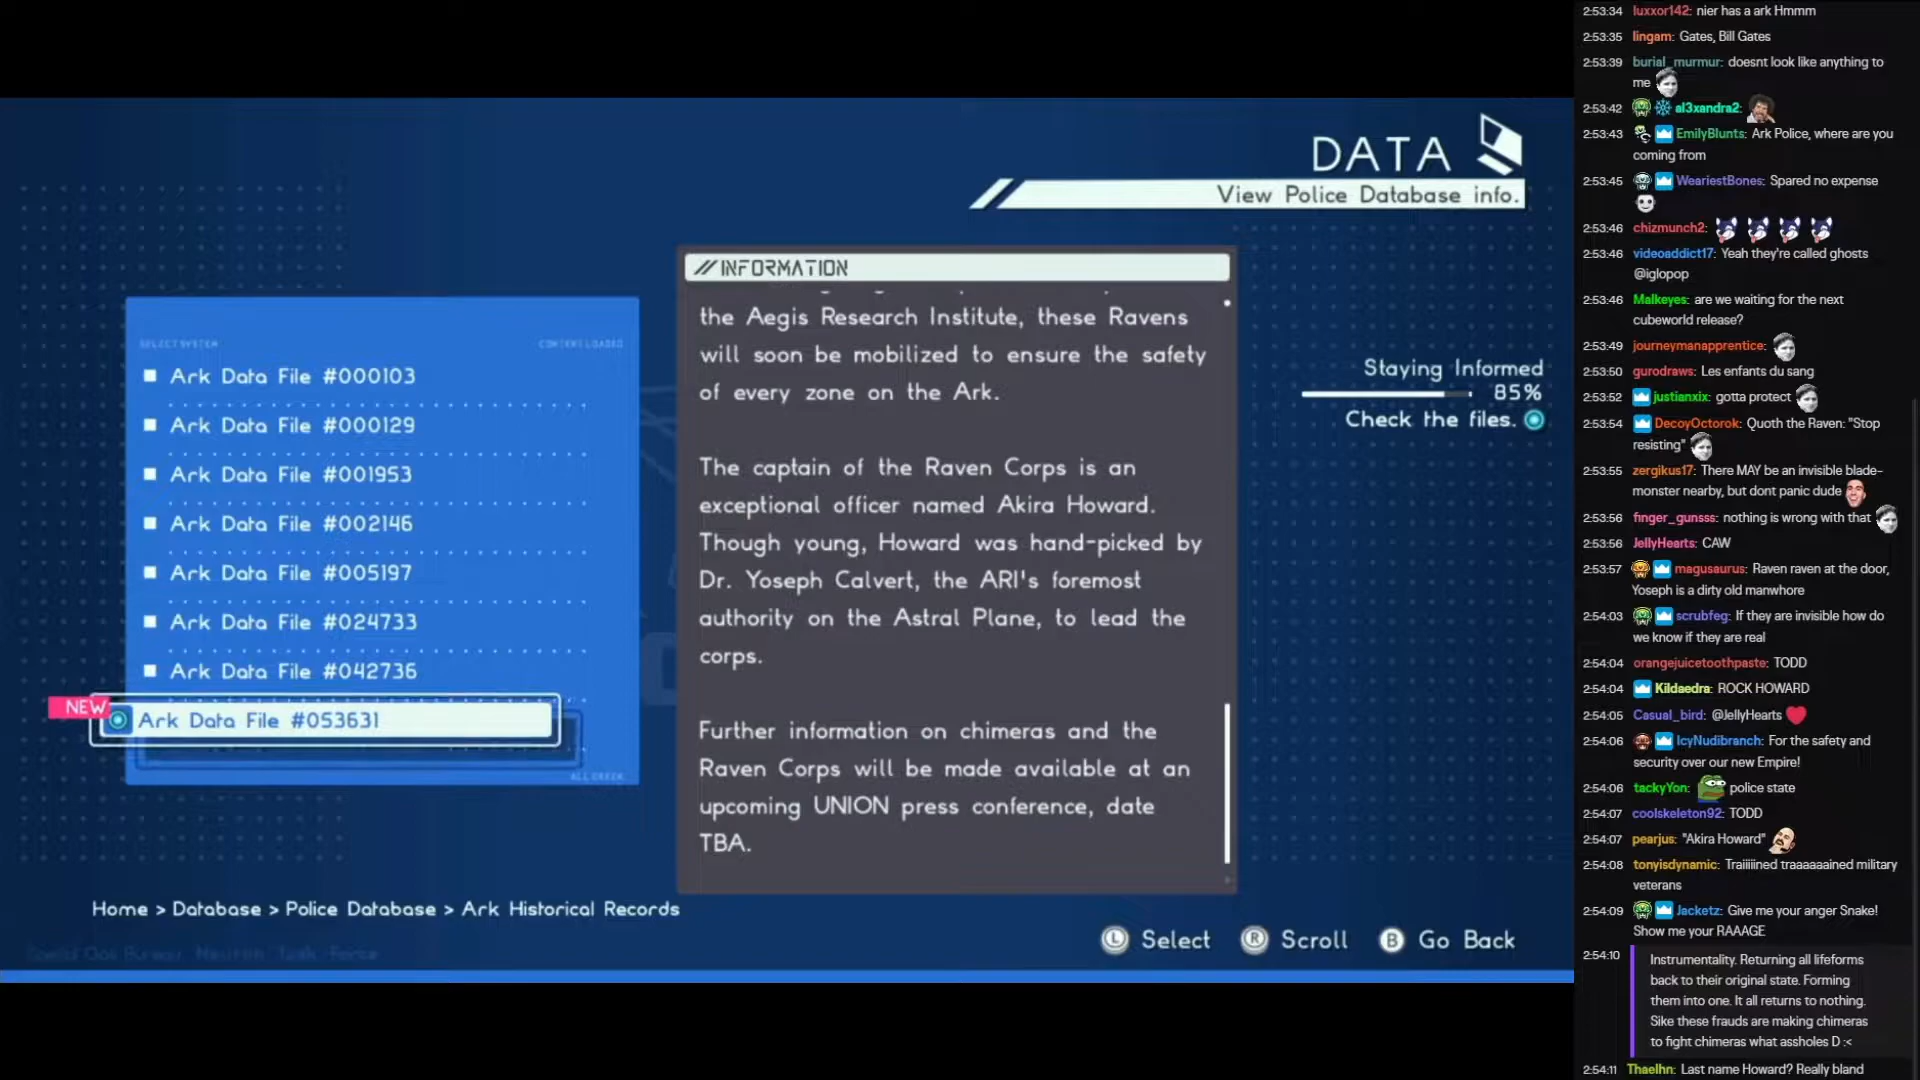 DATA
View Police Database info.
SELECT SYSTEM
CONTENT LOADED
Ark Data File #000103
Ark Data File #000129
Ark Data File #001953
Ark Data File #002146
Ark Data File #005197
Ark Data File #024733
Ark Data File #042736
NEW
Ark Data File #053631
INFORMATION
the Aegis Research Institute, these Ravens
will soon be mobilized to ensure the safety
of every zone on the Ark.
The captain of the Raven Corps is an
exceptional officer named Akira Howard.
Though young, Howard was hand-picked by
Dr. Yoseph Calvert, the ARI's foremost
authority on the Astral Plane, to lead the
corps.
Further information on chimeras and the
Raven Corps will be made available at an
upcoming UNION press conference, date
TBA.
Staying Informed
85%
Check the files.
Home > Database > Police Database > Ark Historical Records
L Select R Scroll B Go Back
2:53:34 luxxor142: nier has a ark Hmmm
2:53:35 lingam: Gates, Bill Gates
2:53:39 burial_murmur: doesnt look like anything to
me
2:53:42 al3xandra2:
2:53:43 EmilyBlunts: Ark Police, where are you
coming from
2:53:45 WeariestBones: Spared no expense
2:53:46 chizmunch2:
2:53:46 videoaddict17: Yeah they're called ghosts
@iglopop
2:53:46 Malkeyes: are we waiting for the next
cubeworld release?
2:53:49 journeymanapprentice:
2:53:50 gurodraws: Les enfants du sang
2:53:52 justianxix: gotta protect
2:53:54 DecoyOctorok: Quoth the Raven: "Stop
resisting"
2:53:55 zergikus17: There MAY be an invisible blade-
monster nearby, but dont panic dude
2:53:56 finger_gunsss: nothing is wrong with that
2:53:56 JellyHearts: CAW
2:53:57 magusaurus: Raven raven at the door,
Yoseph is a dirty old manwhore
2:54:03 scrubfeg: If they are invisible how do
we know if they are real
2:54:04 orangejuicetoothpaste: TODD
2:54:04 Kildaedra: ROCK HOWARD
2:54:05 Casual_bird: @JellyHearts
2:54:06 IcyNudibranch: For the safety and
security over our new Empire!
2:54:06 tackyYon: police state
2:54:07 coolskeleton92: TODD
2:54:07 pearjus: "Akira Howard"
2:54:08 tonyisdynamic: Traiiiiined traaaaaained military
veterans
2:54:09 Jacketz: Give me your anger Snake!
Show me your RAAAGE
2:54:10 Instrumentality. Returning all lifeforms
back to their original state. Forming
them into one. It all returns to nothing.
Sike these frauds are making chimeras
to fight chimeras what assholes D :<
2:54:11 Thaelhn: Last name Howard? Really bland